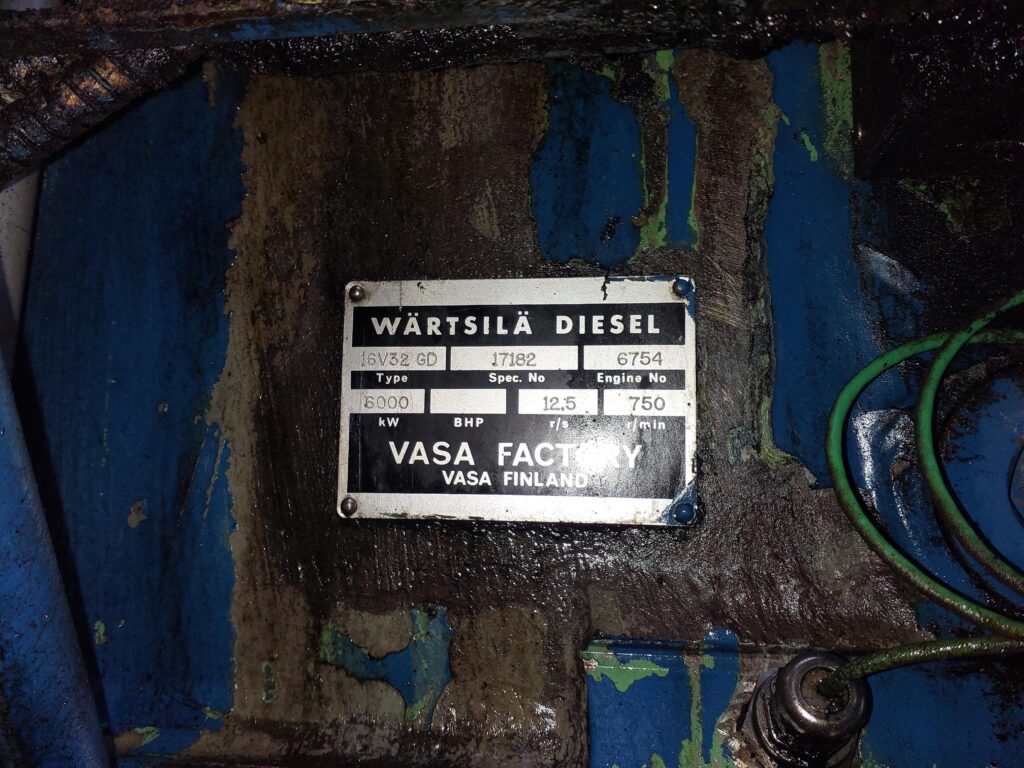 WÄRTSILÄ DIESEL
16V32 GD 17182 6754
Type Spec. No Engine No
6000 12.5 750
kW BHP r/s r/min
VASA FACTORY
VASA FINLAND